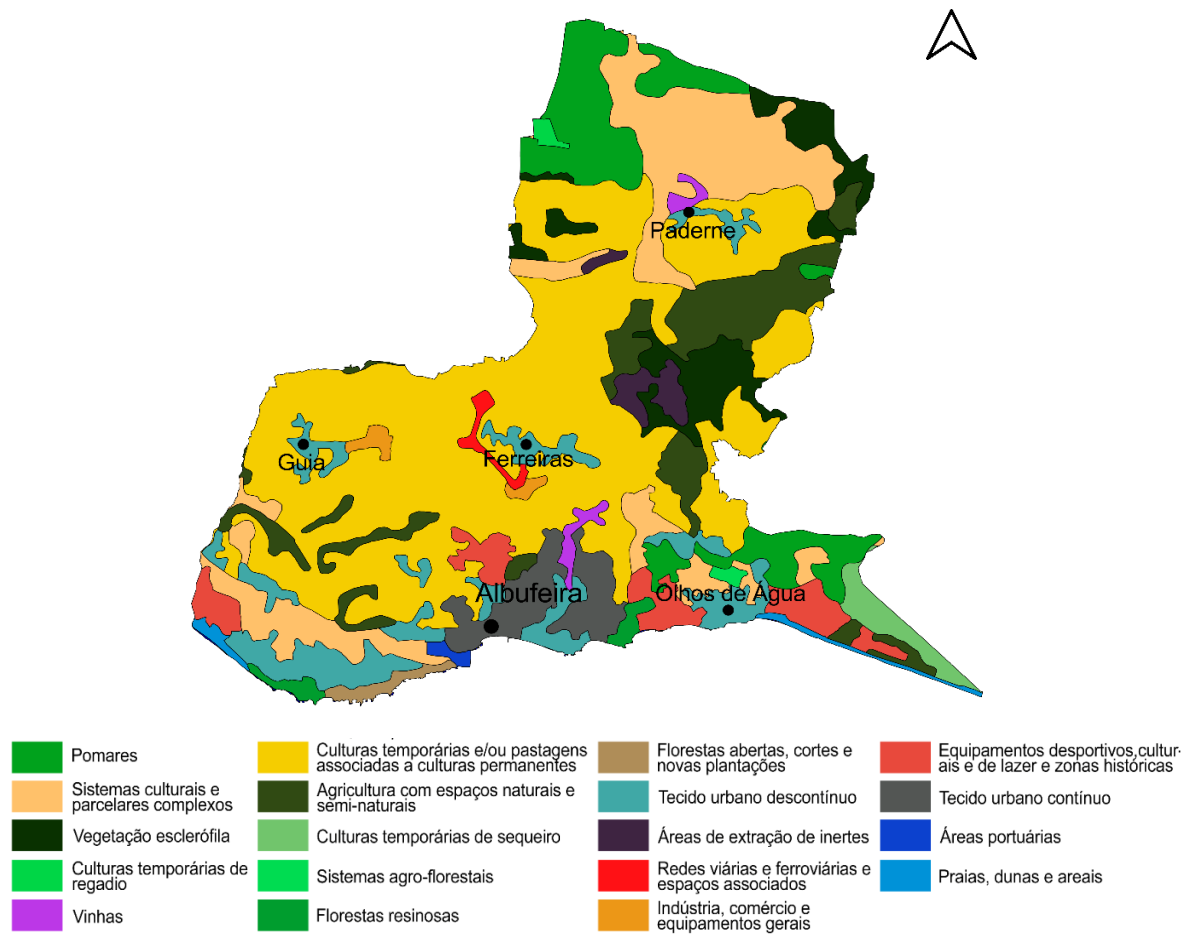 Paderne
Guia
Ferreiras
Albufeira
Olhos de Água
Pomares
Sistemas culturais e
parcelares complexos
Vegetação esclerófila
Culturas temporárias de
regadio
Vinhas
Culturas temporárias e/ou pastagens
associadas a culturas permanentes
Agricultura com espaços naturais e
semi-naturais
Culturas temporárias de sequeiro
Sistemas agro-florestais
Florestas resinosas
Florestas abertas, cortes e
novas plantações
Tecido urbano descontínuo
Áreas de extração de inertes
Redes viárias e ferroviárias e
espaços associados
Indústria, comércio e
equipamentos gerais
Equipamentos desportivos,cultur-
ais e de lazer e zonas históricas
Tecido urbano contínuo
Áreas portuárias
Praias, dunas e areais